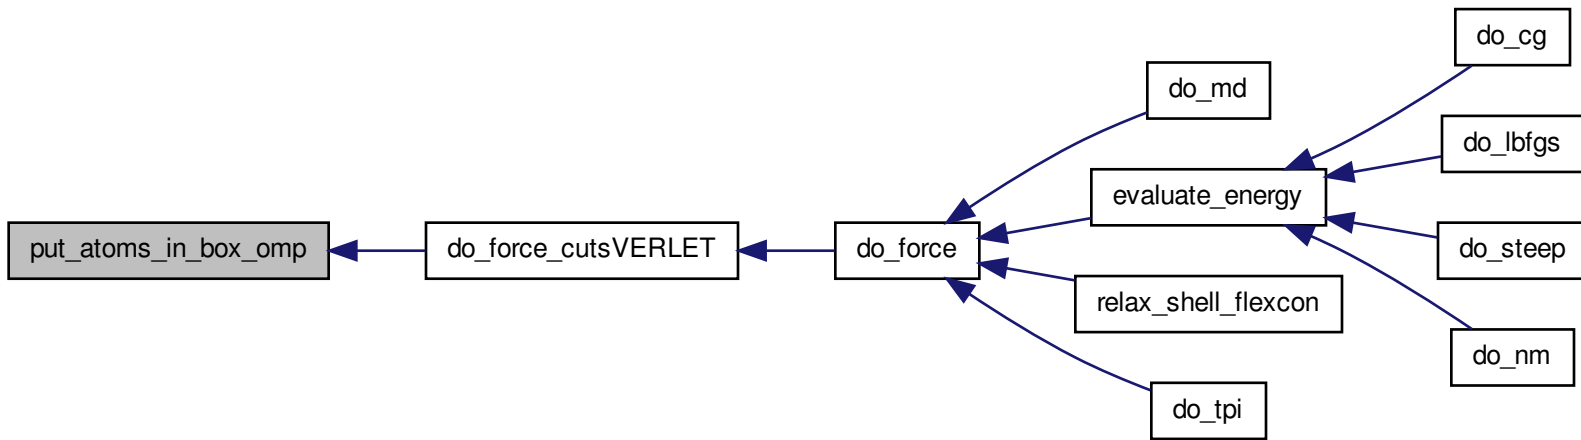 put_atoms_in_box_omp
do_force_cutsVERLET
do_force
do_md
evaluate_energy
relax_shell_flexcon
do_tpi
do_cg
do_lbfgs
do_steep
do_nm